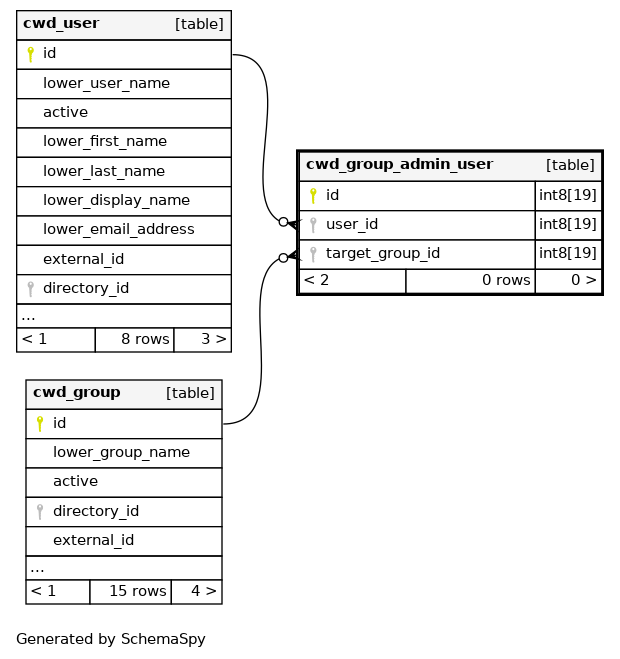 cwd_user [table]
id
lower_user_name
active
lower_first_name
lower_last_name
lower_display_name
lower_email_address
external_id
directory_id
...
< 1 8 rows 3 >
cwd_group_admin_user [table]
id int8[19]
user_id int8[19]
target_group_id int8[19]
< 2 0 rows 0 >
cwd_group [table]
id
lower_group_name
active
directory_id
external_id
...
< 1 15 rows 4 >
Generated by SchemaSpy